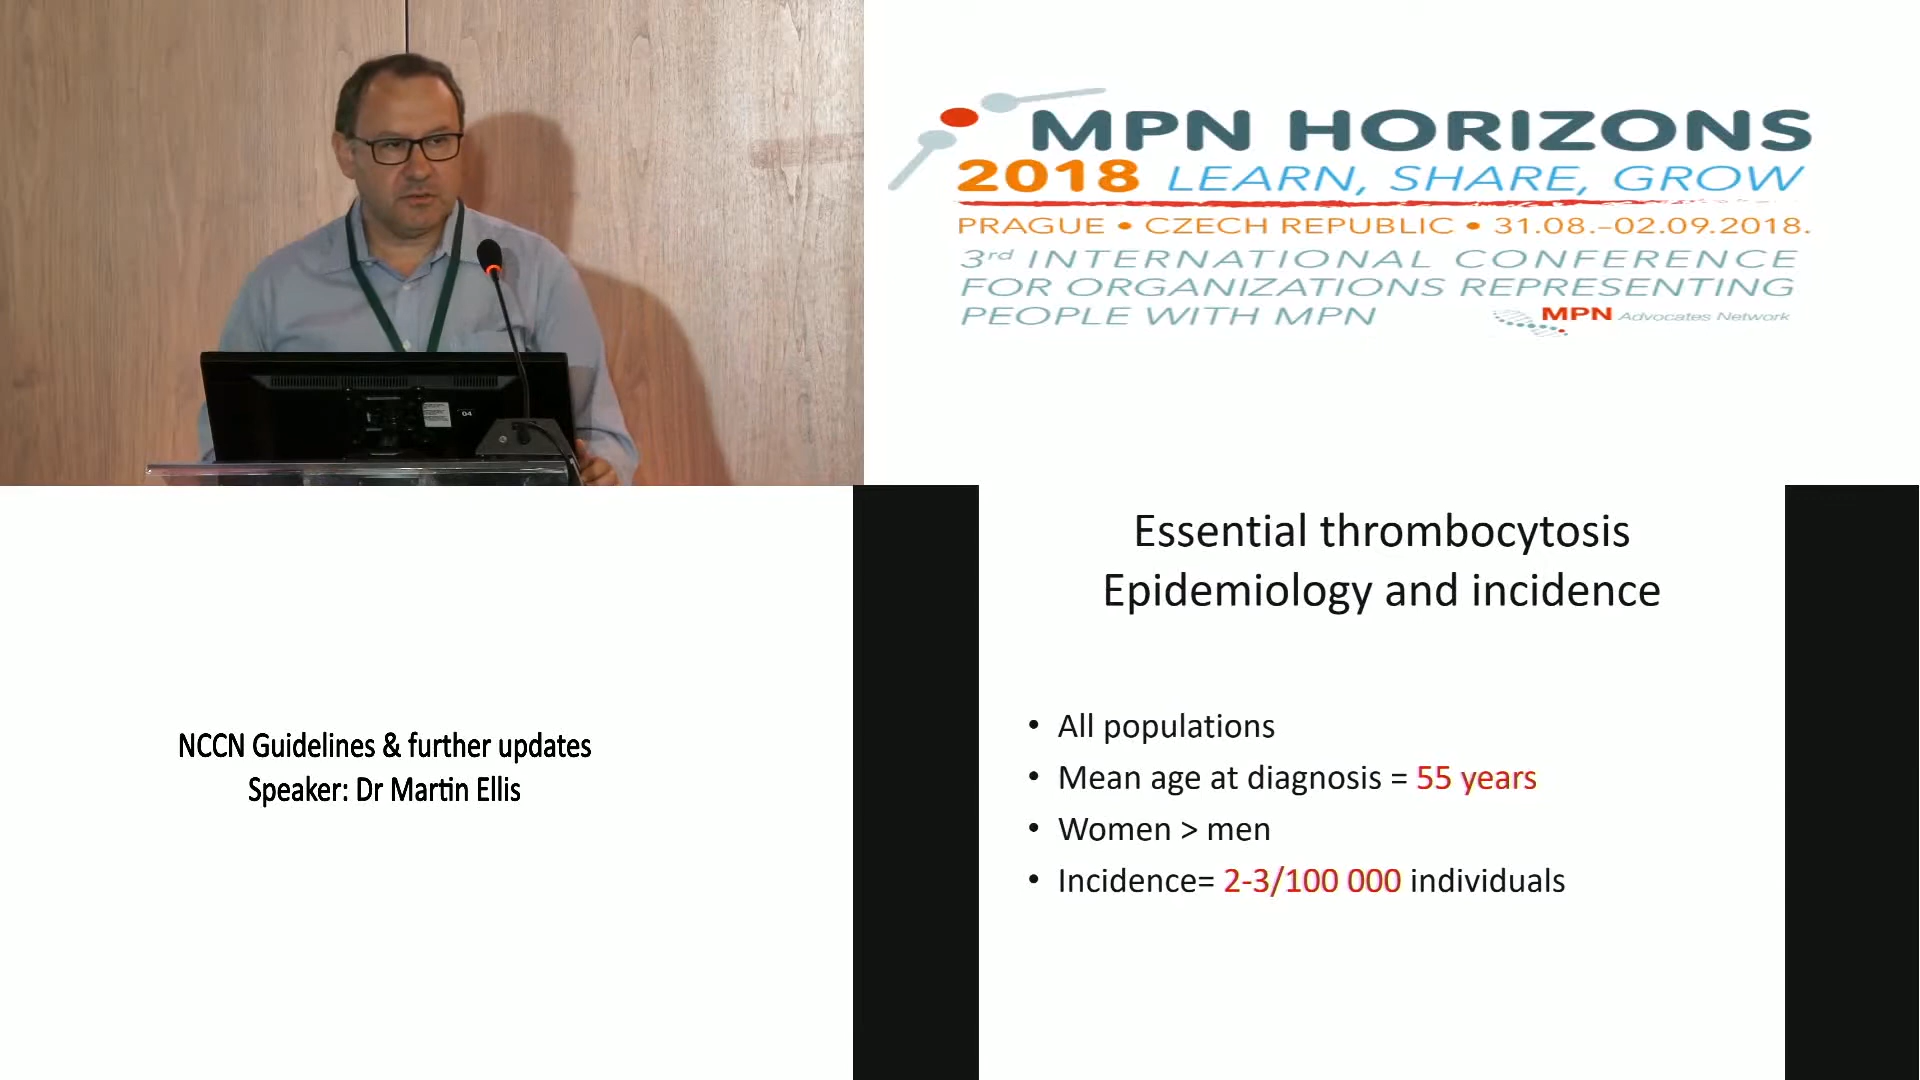 MPN HORIZONS
2018 LEARN, SHARE, GROW
PRAGUE • CZECH REPUBLIC • 31.08.–02.09.2018.
3rd INTERNATIONAL CONFERENCE
FOR ORGANIZATIONS REPRESENTING
PEOPLE WITH MPN
MPN Advocates Network
04
NCCN Guidelines & further updates
Speaker: Dr Martin Ellis
Essential thrombocytosis
Epidemiology and incidence
• All populations
• Mean age at diagnosis = 55 years
• Women > men
• Incidence= 2-3/100 000 individuals